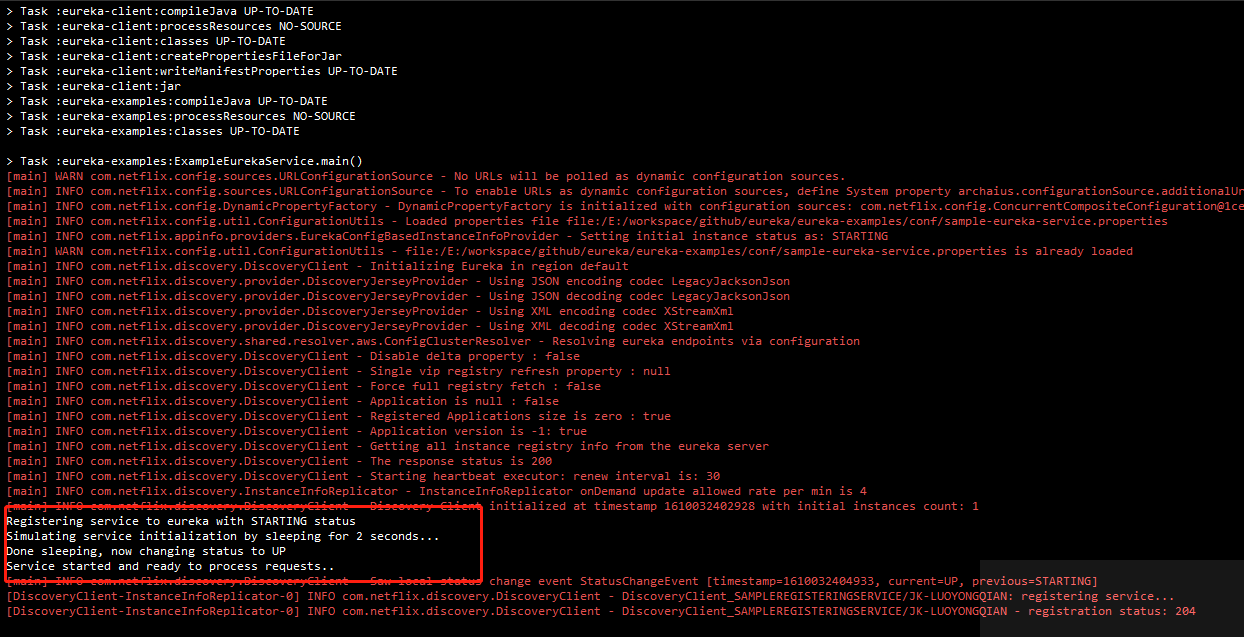 > Task :eureka-client:compileJava UP-TO-DATE
> Task :eureka-client:processResources NO-SOURCE
> Task :eureka-client:classes UP-TO-DATE
> Task :eureka-client:createPropertiesFileForJar
> Task :eureka-client:writeManifestProperties UP-TO-DATE
> Task :eureka-client:jar
> Task :eureka-examples:compileJava UP-TO-DATE
> Task :eureka-examples:processResources NO-SOURCE
> Task :eureka-examples:classes UP-TO-DATE
> Task :eureka-examples:ExampleEurekaService.main()
[main] WARN com.netflix.config.sources.URLConfigurationSource - No URLs will be polled as dynamic configuration sources.
[main] INFO com.netflix.config.sources.URLConfigurationSource - To enable URLs as dynamic configuration sources, define System property archaius.configurationSource.additionalUr
[main] INFO com.netflix.config.DynamicPropertyFactory - DynamicPropertyFactory is initialized with configuration sources: com.netflix.config.ConcurrentCompositeConfiguration@1ce
[main] INFO com.netflix.config.util.ConfigurationUtils - Loaded properties file file:/E:/workspace/github/eureka/eureka-examples/conf/sample-eureka-service.properties
[main] INFO com.netflix.appinfo.providers.EurekaConfigBasedInstanceInfoProvider - Setting initial instance status as: STARTING
[main] WARN com.netflix.config.util.ConfigurationUtils - file:/E:/workspace/github/eureka/eureka-examples/conf/sample-eureka-service.properties is already loaded
[main] INFO com.netflix.discovery.DiscoveryClient - Initializing Eureka in region default
[main] INFO com.netflix.discovery.provider.DiscoveryJerseyProvider - Using JSON encoding codec LegacyJacksonJson
[main] INFO com.netflix.discovery.provider.DiscoveryJerseyProvider - Using JSON decoding codec LegacyJacksonJson
[main] INFO com.netflix.discovery.provider.DiscoveryJerseyProvider - Using XML encoding codec XStreamXml
[main] INFO com.netflix.discovery.provider.DiscoveryJerseyProvider - Using XML decoding codec XStreamXml
[main] INFO com.netflix.discovery.shared.resolver.aws.ConfigClusterResolver - Resolving eureka endpoints via configuration
[main] INFO com.netflix.discovery.DiscoveryClient - Disable delta property : false
[main] INFO com.netflix.discovery.DiscoveryClient - Single vip registry refresh property : null
[main] INFO com.netflix.discovery.DiscoveryClient - Force full registry fetch : false
[main] INFO com.netflix.discovery.DiscoveryClient - Application is null : false
[main] INFO com.netflix.discovery.DiscoveryClient - Registered Applications size is zero : true
[main] INFO com.netflix.discovery.DiscoveryClient - Application version is -1: true
[main] INFO com.netflix.discovery.DiscoveryClient - Getting all instance registry info from the eureka server
[main] INFO com.netflix.discovery.DiscoveryClient - The response status is 200
[main] INFO com.netflix.discovery.DiscoveryClient - Starting heartbeat executor: renew interval is: 30
[main] INFO com.netflix.discovery.InstanceInfoReplicator - InstanceInfoReplicator onDemand update allowed rate per min is 4
[main] INFO com.netflix.discovery.DiscoveryClient - Discovery Client initialized at timestamp 1610032402928 with initial instances count: 1
Registering service to eureka with STARTING status
Simulating service initialization by sleeping for 2 seconds...
Done sleeping, now changing status to UP
Service started and ready to process requests..
[main] INFO com.netflix.discovery.DiscoveryClient - Saw local status change event StatusChangeEvent [timestamp=1610032404933, current=UP, previous=STARTING]
[DiscoveryClient-InstanceInfoReplicator-0] INFO com.netflix.discovery.DiscoveryClient - DiscoveryClient_SAMPLEREGISTERINGSERVICE/JK-LUOYONGQIAN: registering service...
[DiscoveryClient-InstanceInfoReplicator-0] INFO com.netflix.discovery.DiscoveryClient - DiscoveryClient_SAMPLEREGISTERINGSERVICE/JK-LUOYONGQIAN - registration status: 204